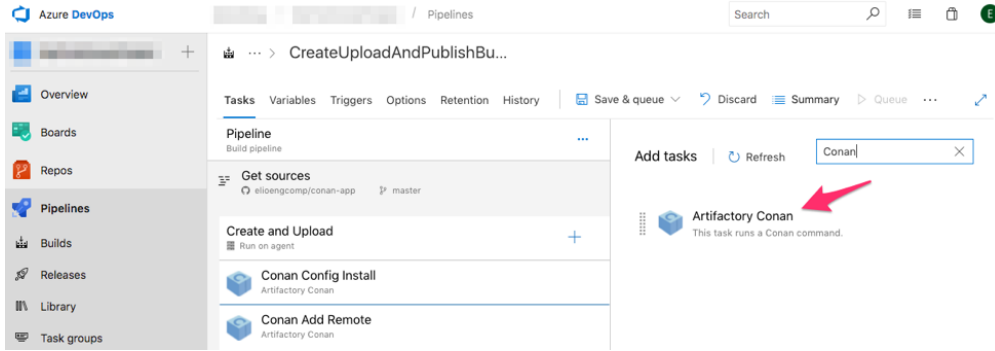 Azure DevOps
/ Pipelines
Search
E
··· > CreateUploadAndPublishBu...
Overview
Boards
Repos
Pipelines
Builds
Releases
Library
Task groups
Tasks Variables Triggers Options Retention History Save & queue Discard Summary Queue ...
Pipeline
Build pipeline
...
Get sources
elioengcomp/conan-app master
Create and Upload
Run on agent
Conan Config Install
Artifactory Conan
Conan Add Remote
Artifactory Conan
Add tasks Refresh Conan
Artifactory Conan
This task runs a Conan command.